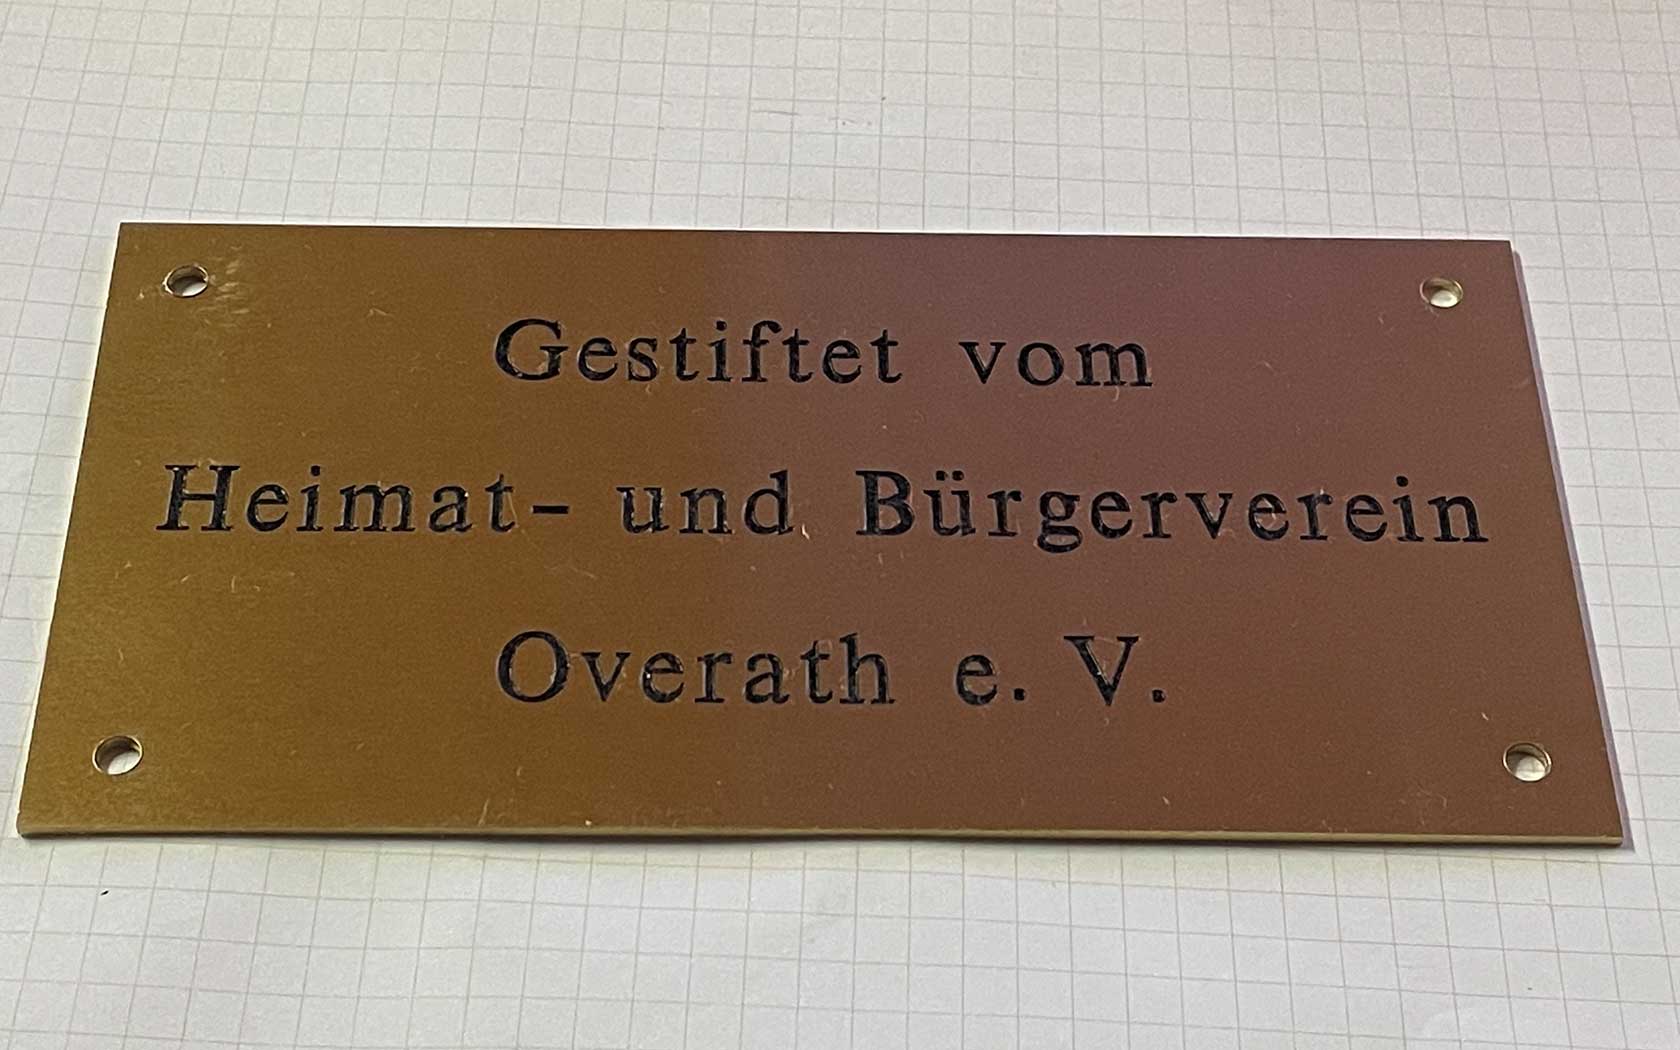 Gestiftet vom
Heimat- und Bürgerverein
Overath e. V.